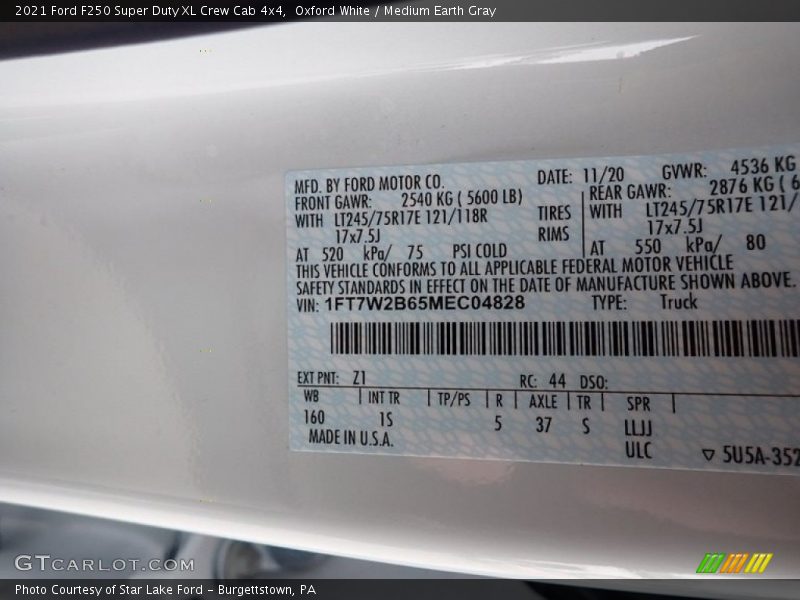 2021 Ford F250 Super Duty XL Crew Cab 4x4,  Oxford White / Medium Earth Gray
MFD. BY FORD MOTOR CO. DATE: 11/20 GVWR: 4536 KG
FRONT GAWR: 2540 KG ( 5600 LB) REAR GAWR: 2876 KG ( 6
WITH LT245/75R17E 121/118R TIRES WITH LT245/75R17E 121/
17x7.5J RIMS 17x7.5J
AT 520 kPa/ 75 PSI COLD AT 550 kPa/ 80
THIS VEHICLE CONFORMS TO ALL APPLICABLE FEDERAL MOTOR VEHICLE
SAFETY STANDARDS IN EFFECT ON THE DATE OF MANUFACTURE SHOWN ABOVE.
VIN: 1FT7W2B65MEC04828 TYPE: Truck
EXT PNT: Z1 RC: 44 DSO:
WB INT TR TP/PS R AXLE TR SPR
160 1S 5 37 S LLJJ
MADE IN U.S.A. ULC ▽ 5U5A-352
GTCARLOT.COM
Photo Courtesy of Star Lake Ford – Burgettstown, PA